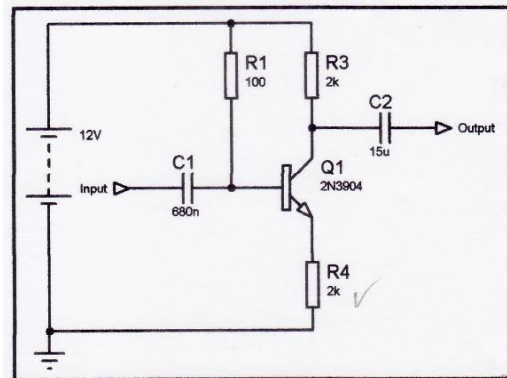 R1
100
R3
2k
C2
15u
Output
12V
C1
680n
Input
Q1
2N3904
R4
2k